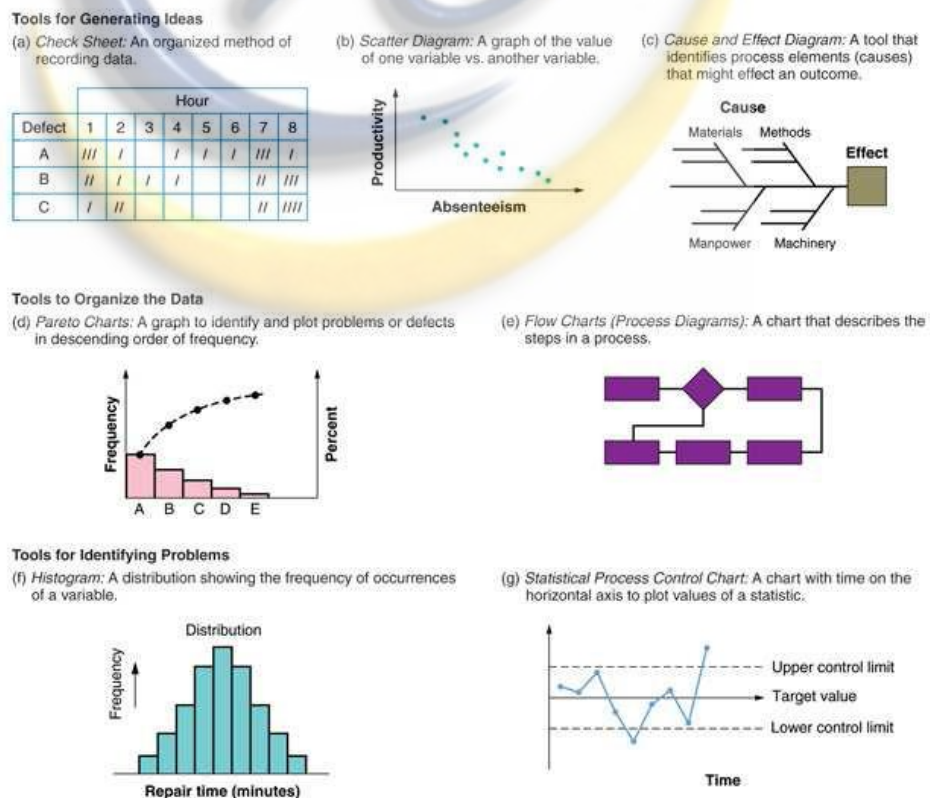 Tools for Generating Ideas
(a) Check Sheet: An organized method of
recording data.
Hour
Defect 1 2 3 4 5 6 7 8
A /// / / / / /// /
B // / / / // ///
C / // // ////
(b) Scatter Diagram: A graph of the value
of one variable vs. another variable.
Productivity
Absenteeism
(c) Cause and Effect Diagram: A tool that
identifies process elements (causes)
that might effect an outcome.
Cause
Materials Methods
Effect
Manpower Machinery
Tools to Organize the Data
(d) Pareto Charts: A graph to identify and plot problems or defects
in descending order of frequency.
Frequency
Percent
A B C D E
(e) Flow Charts (Process Diagrams): A chart that describes the
steps in a process.
Tools for Identifying Problems
(f) Histogram: A distribution showing the frequency of occurrences
of a variable.
Distribution
Frequency
Repair time (minutes)
(g) Statistical Process Control Chart: A chart with time on the
horizontal axis to plot values of a statistic.
Upper control limit
Target value
Lower control limit
Time